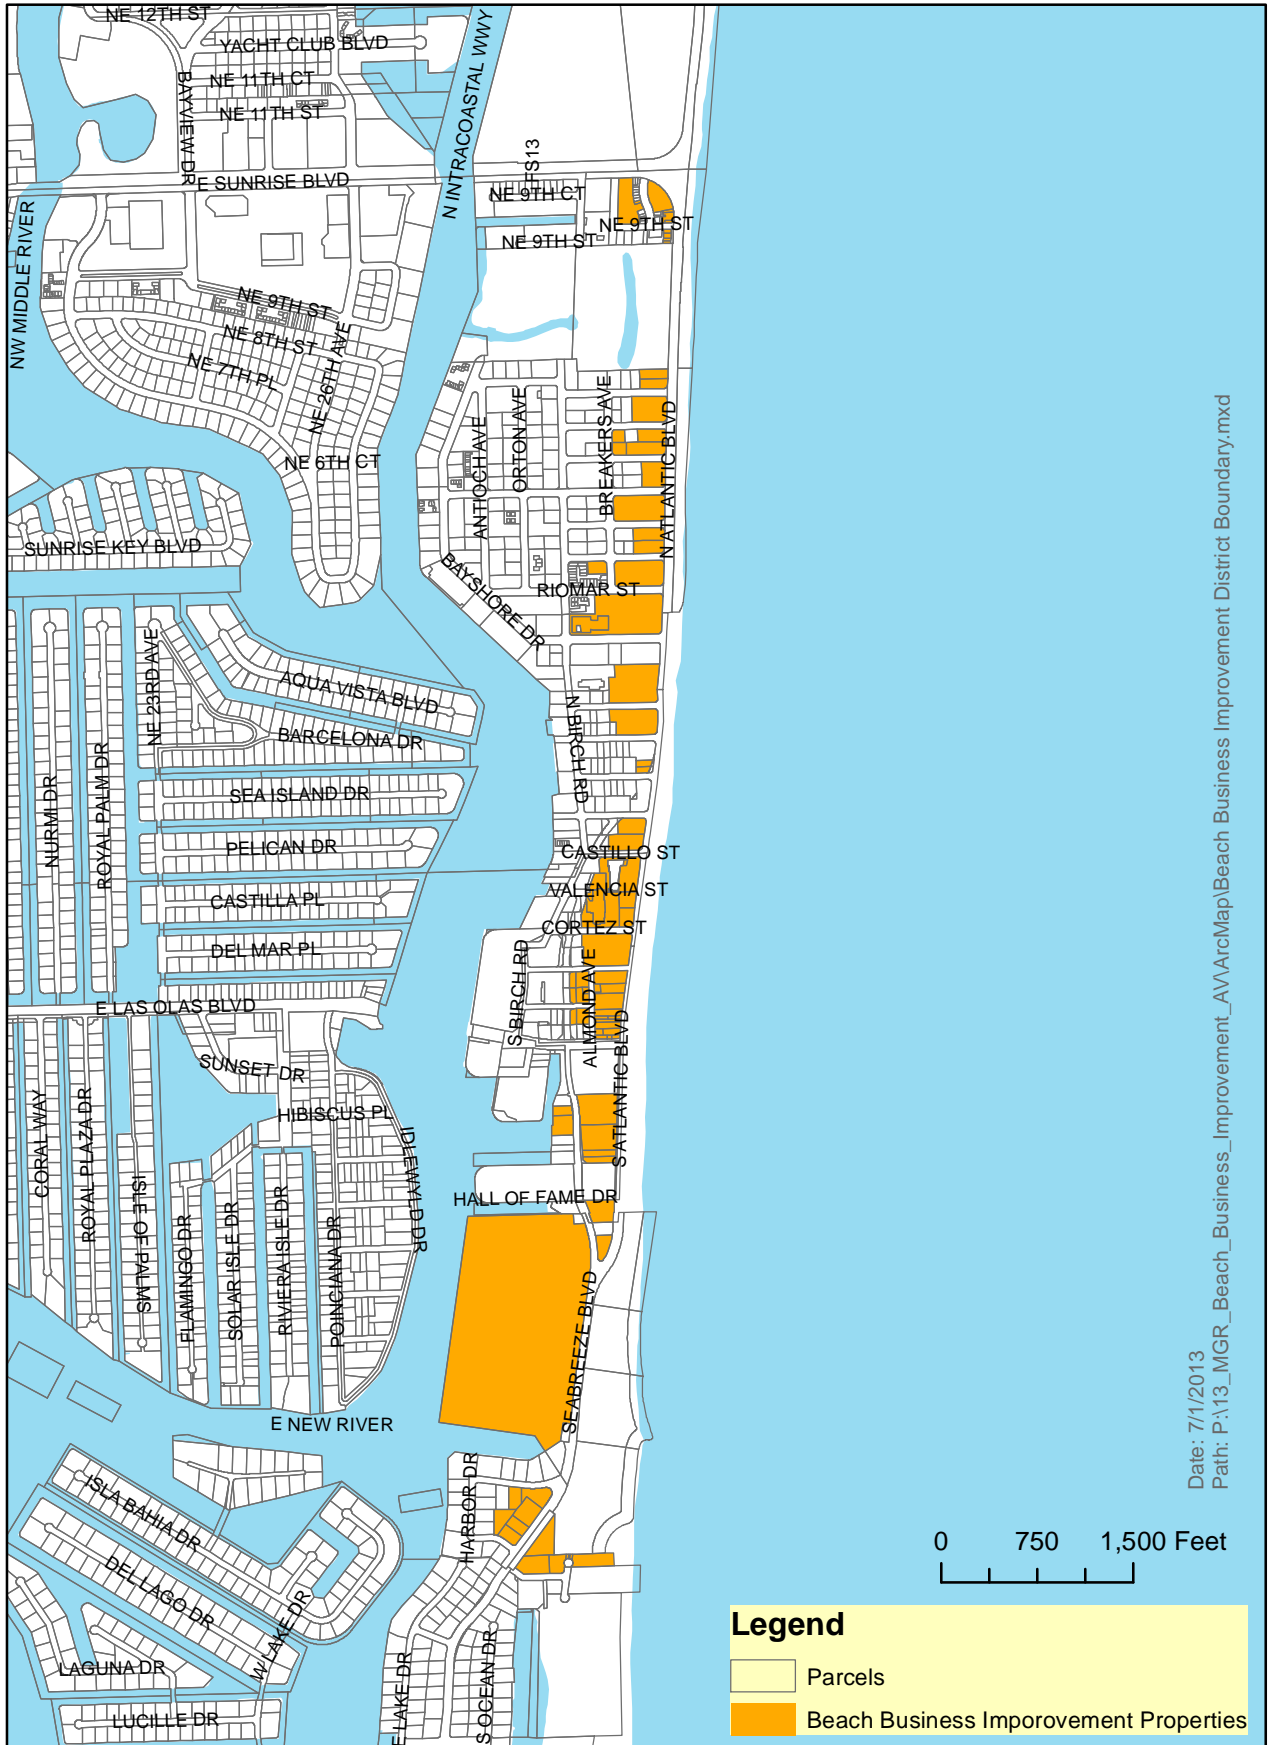 NE 12TH ST
YACHT CLUB BLVD
BAYVIEW DR
NE 11TH CT
NE 11TH ST
N INTRACOASTAL WWY
FS13
E SUNRISE BLVD
NE 9TH CT
NE 9TH ST
NE 9TH ST
NW MIDDLE RIVER
NE 9TH ST
NE 8TH ST
NE 7TH PL
NE 26TH AVE
NE 6TH CT
ANTIOCH AVE
ORTON AVE
BREAKERS AVE
N ATLANTIC BLVD
SUNRISE KEY BLVD
BAYSHORE DR
RIOMAR ST
NE 23RD AVE
AQUA VISTA BLVD
BARCELONA DR
N BIRCH RD
NURMI DR
ROYAL PALM DR
SEA ISLAND DR
PELICAN DR
CASTILLO ST
CASTILLA PL
VALENCIA ST
CORTEZ ST
DEL MAR PL
S BIRCH RD
ALMOND AVE
S ATLANTIC BLVD
E LAS OLAS BLVD
SUNSET DR
HIBISCUS PL
CORAL WAY
ROYAL PLAZA DR
ISLE OF PALMS
FLAMINGO DR
SOLAR ISLE DR
RIVIERA ISLE DR
POINCIANA DR
IDLEWYLD DR
HALL OF FAME DR
SEABREEZE BLVD
E NEW RIVER
HARBOR DR
ISLA BAHIA DR
DEL LAGO DR
W LAKE DR
LAGUNA DR
LUCILLE DR
E LAKE DR
S OCEAN DR
Date: 7/1/2013
Path: P:\13_MGR_Beach_Business_Improvement_AV\ArcMap\Beach Business Improvement District Boundary.mxd
0 750 1,500 Feet
Legend
Parcels
Beach Business Imporovement Properties